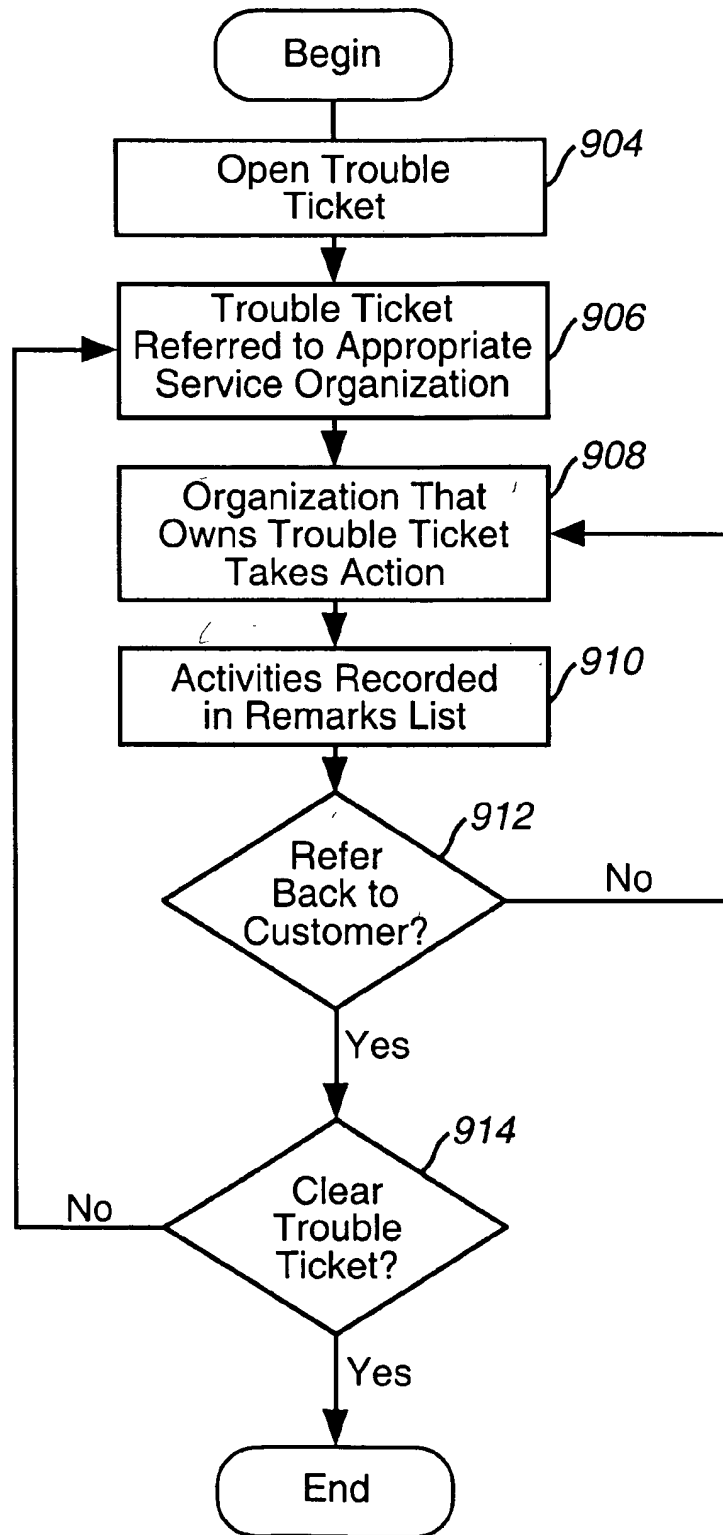 Begin
904
Open Trouble
Ticket
906
Trouble Ticket
Referred to Appropriate
Service Organization
908
Organization That
Owns Trouble Ticket
Takes Action
910
Activities Recorded
in Remarks List
912
Refer
Back to
Customer?
No
Yes
914
Clear
Trouble
Ticket?
No
Yes
End